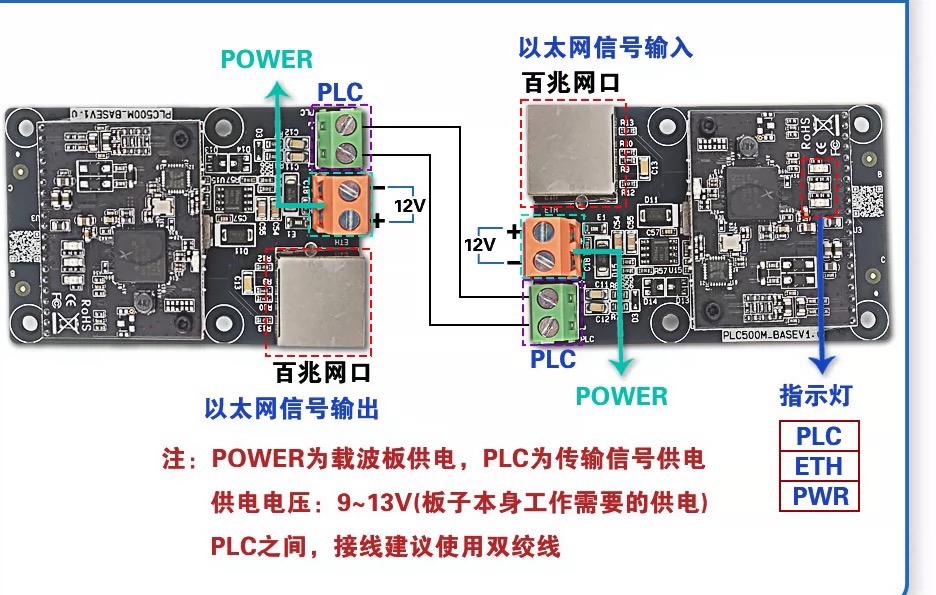 以太网信号输入
POWER
百兆网口
PLC
PLC500M_BASEV1.0
RoHS
12V
12V
PLC
PLC500M_BASEV1.
RoHS
百兆网口
POWER
以太网信号输出
指示灯
PLC
ETH
PWR
注：POWER为载波板供电，PLC为传输信号供电
供电电压：9~13V(板子本身工作需要的供电)
PLC之间，接线建议使用双绞线